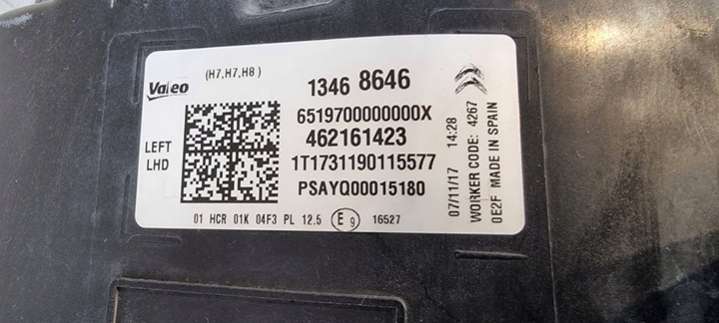 Valeo
(H7,H7,H8)
1346 8646
6519700000000X
462161423
1T1731190115577
PSAYQ00015180
LEFT
LHD
01 HCR 01K 04F3 PL 12.5 E9 16527
07/11/17 14:28
WORKER CODE: 4267
0E2F MADE IN SPAIN